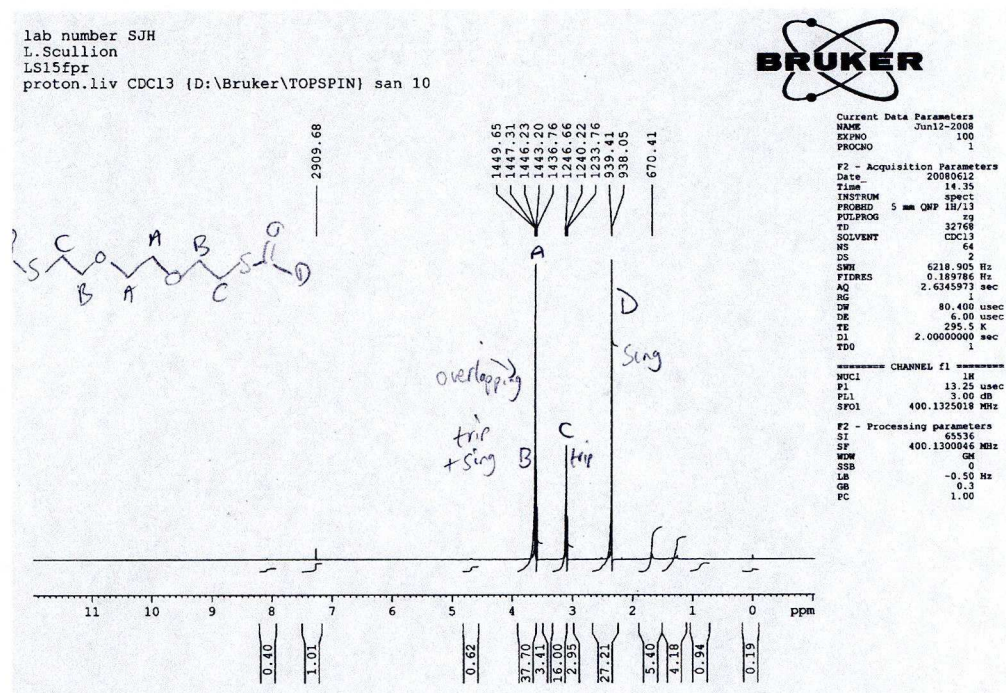 lab number SJH
L.Scullion
LS15fpr
proton.liv CDCl3 {D:\Bruker\TOPSPIN} san 10
BRUKER
2909.68
1449.65
1447.31
1446.23
1443.20
1436.76
1246.66
1240.22
1233.76
939.41
938.05
670.41
Current Data Parameters
NAME Jun12-2008
EXPNO 100
PROCNO 1
F2 - Acquisition Parameters
Date_ 20080612
Time 14.35
INSTRUM spect
PROBHD 5 mm QNP 1H/13
PULPROG zg
TD 32768
SOLVENT CDCl3
NS 64
DS 2
SWH 6218.905 Hz
FIDRES 0.189786 Hz
AQ 2.6345973 sec
RG 1
DW 80.400 usec
DE 6.00 usec
TE 295.5 K
D1 2.00000000 sec
TD0 1
======== CHANNEL f1 ========
NUC1 1H
P1 13.25 usec
PL1 3.00 dB
SFO1 400.1325018 MHz
F2 - Processing parameters
SI 65536
SF 400.1300046 MHz
WDW GM
SSB 0
LB -0.50 Hz
GB 0.3
PC 1.00
S C B O A A O B C S O D
A
D
Sing
overlapping
trip
+ sing
B
C
trip
11 10 9 8 7 6 5 4 3 2 1 0 ppm
0.40
1.01
0.62
37.70
3.41
16.00
2.95
27.21
5.40
4.18
0.94
0.19